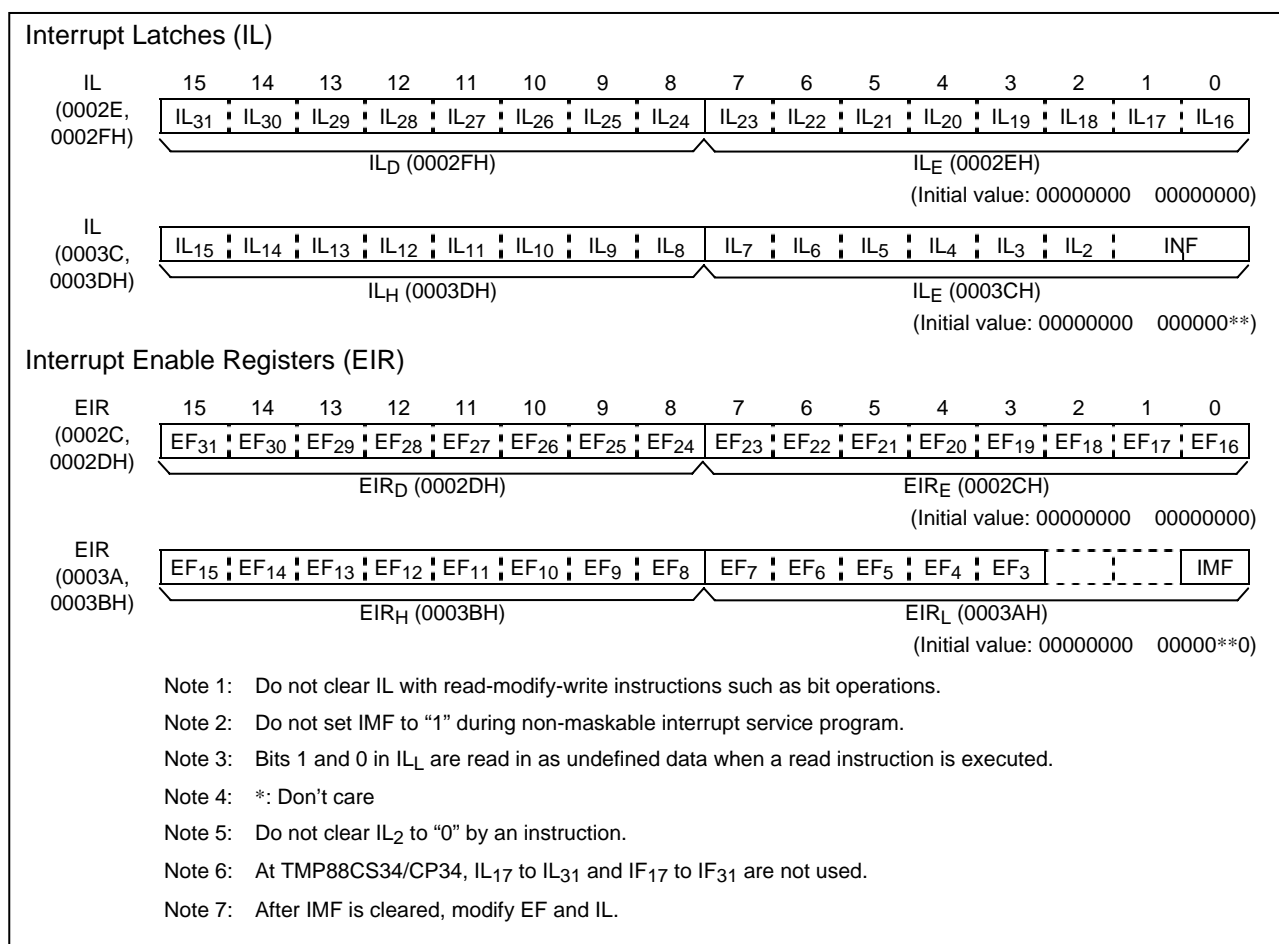 Interrupt Latches (IL)
IL 15 14 13 12 11 10 9 8 7 6 5 4 3 2 1 0
(0002E, 0002FH) IL31 IL30 IL29 IL28 IL27 IL26 IL25 IL24 IL23 IL22 IL21 IL20 IL19 IL18 IL17 IL16
ILD (0002FH) ILE (0002EH)
(Initial value: 00000000 00000000)
IL
(0003C, 0003DH) IL15 IL14 IL13 IL12 IL11 IL10 IL9 IL8 IL7 IL6 IL5 IL4 IL3 IL2 INF
ILH (0003DH) ILE (0003CH)
(Initial value: 00000000 000000**)
Interrupt Enable Registers (EIR)
EIR 15 14 13 12 11 10 9 8 7 6 5 4 3 2 1 0
(0002C, 0002DH) EF31 EF30 EF29 EF28 EF27 EF26 EF25 EF24 EF23 EF22 EF21 EF20 EF19 EF18 EF17 EF16
EIRD (0002DH) EIRE (0002CH)
(Initial value: 00000000 00000000)
EIR
(0003A, 0003BH) EF15 EF14 EF13 EF12 EF11 EF10 EF9 EF8 EF7 EF6 EF5 EF4 EF3 IMF
EIRH (0003BH) EIRL (0003AH)
(Initial value: 00000000 00000**0)
Note 1: Do not clear IL with read-modify-write instructions such as bit operations.
Note 2: Do not set IMF to “1” during non-maskable interrupt service program.
Note 3: Bits 1 and 0 in ILL are read in as undefined data when a read instruction is executed.
Note 4: *: Don’t care
Note 5: Do not clear IL2 to “0” by an instruction.
Note 6: At TMP88CS34/CP34, IL17 to IL31 and IF17 to IF31 are not used.
Note 7: After IMF is cleared, modify EF and IL.